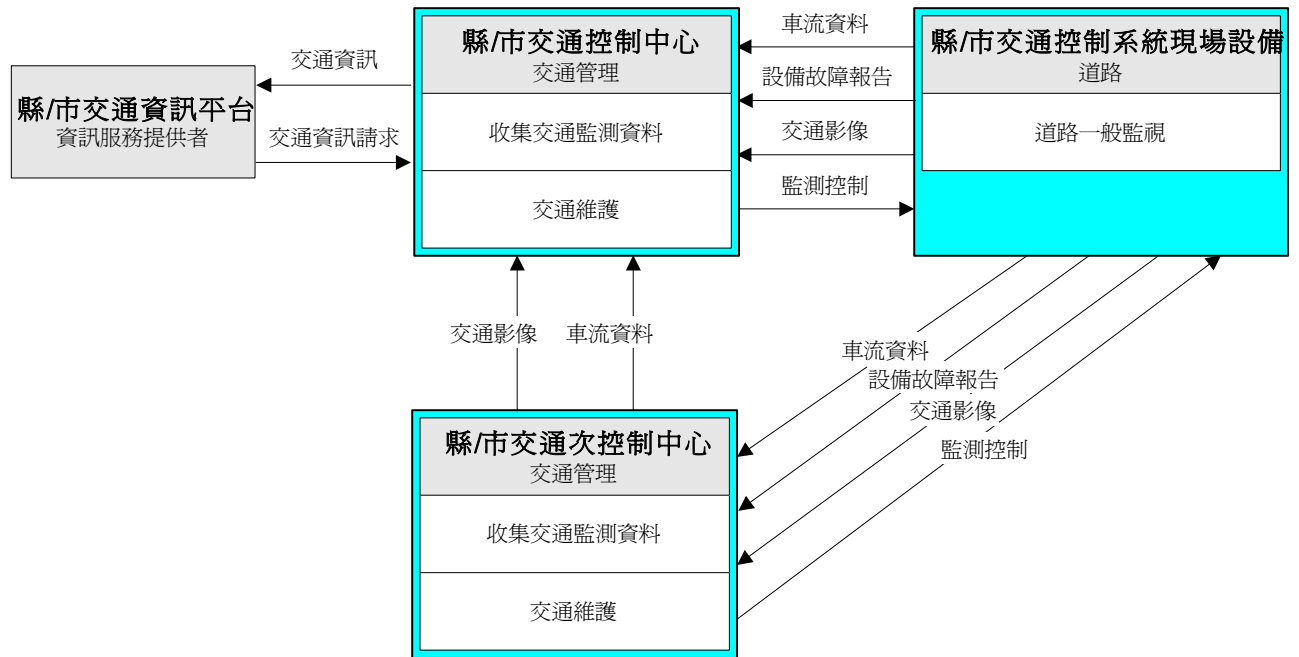 縣/市交通資訊平台
資訊服務提供者
交通資訊
交通資訊請求
縣/市交通控制中心
交通管理
收集交通監測資料
交通維護
車流資料
設備故障報告
交通影像
監測控制
縣/市交通控制系統現場設備
道路
道路一般監視
交通影像
車流資料
車流資料
設備故障報告
交通影像
監測控制
縣/市交通次控制中心
交通管理
收集交通監測資料
交通維護